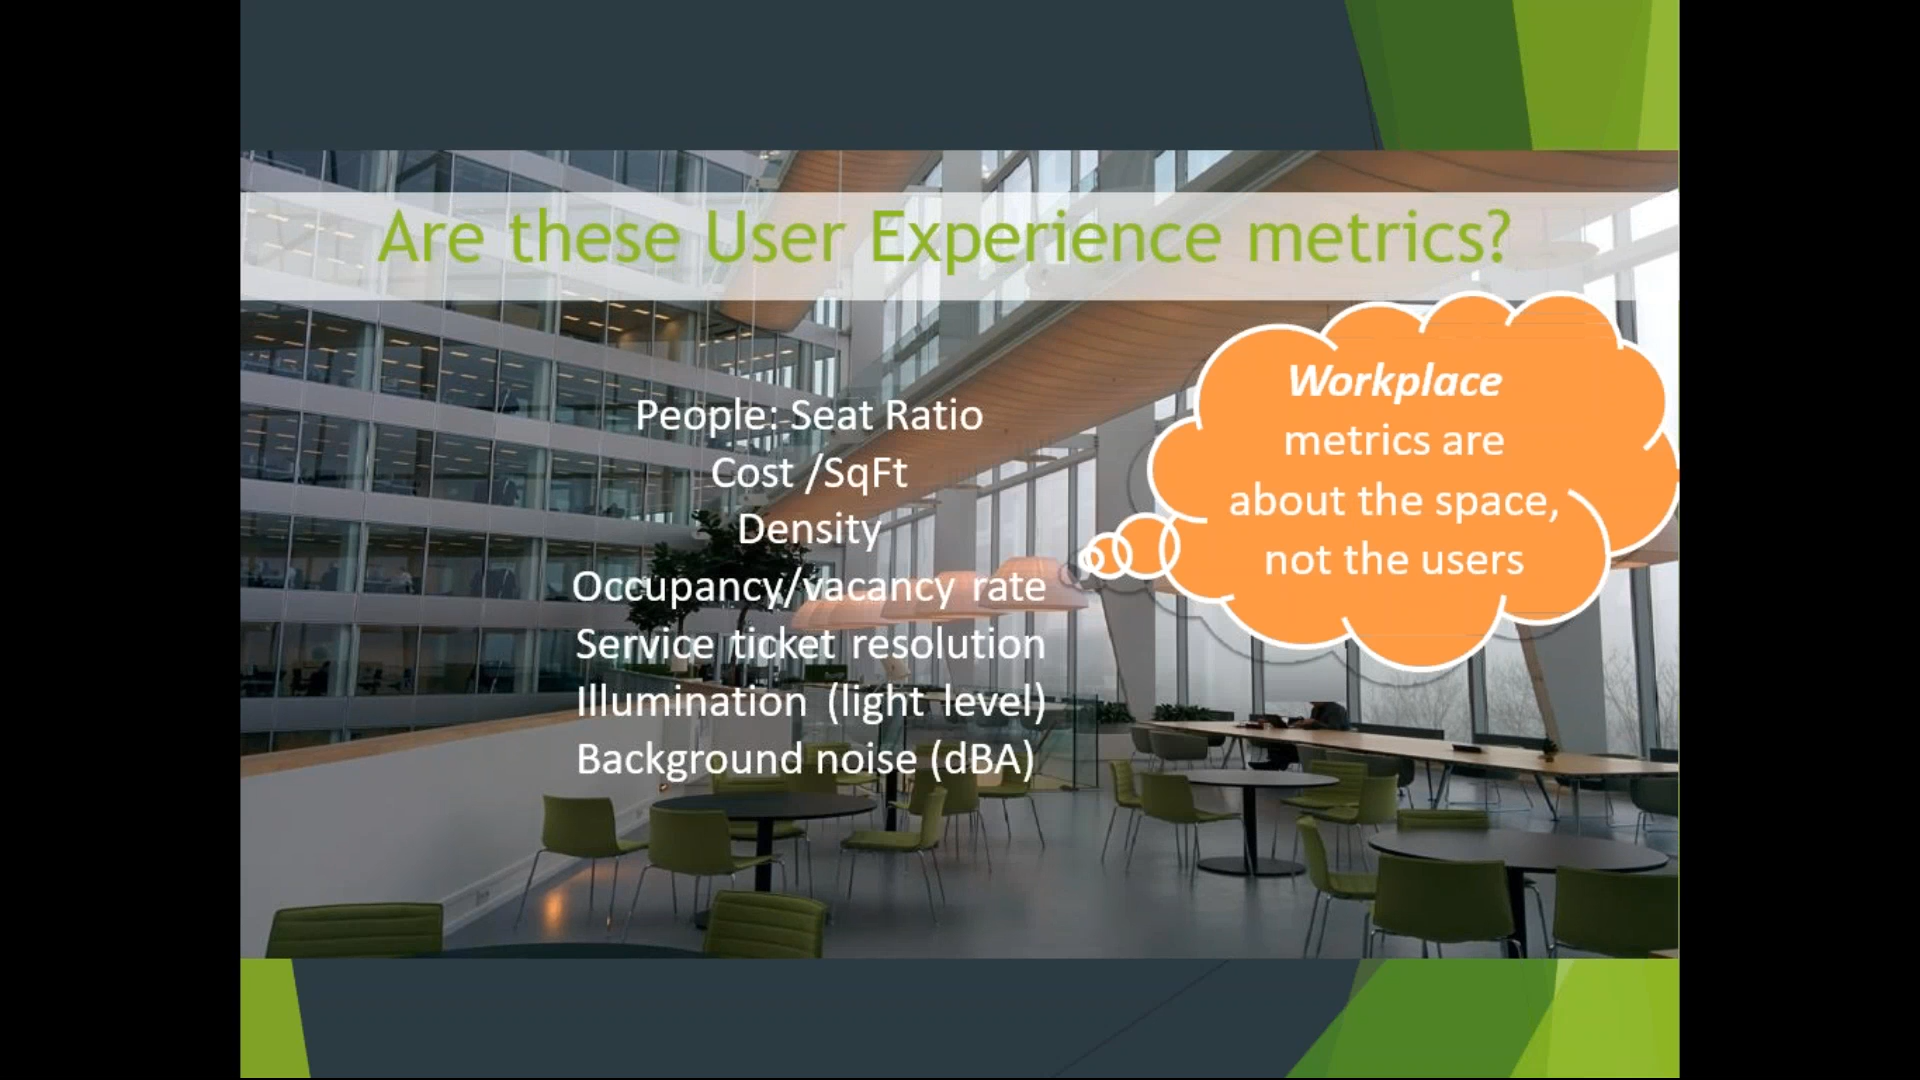 Are these User Experience metrics?
People: Seat Ratio
Cost /SqFt
Density
Occupancy/vacancy rate
Service ticket resolution
Illumination (light level)
Background noise (dBA)
Workplace
metrics are
about the space,
not the users